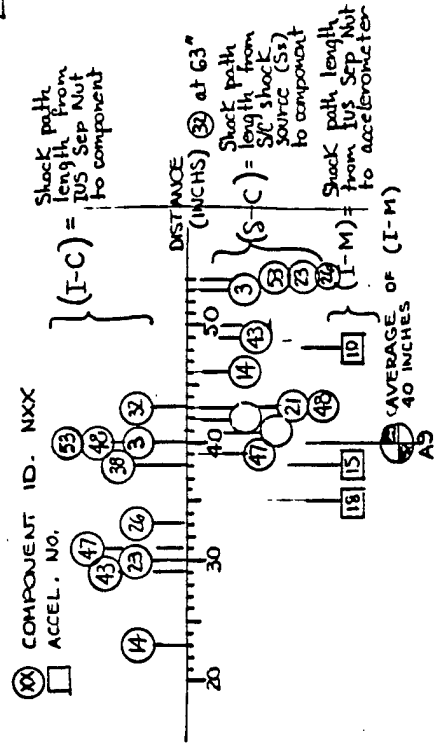 XX COMPONENT ID. NXX
ACCEL. NO.
(I-C) =
Shock path
length from
IUS Sep Nut
to component
53
47
48
43
38
32
14
23
26
3
DISTANCE
(INCHS)
32 at 63"
20
30
40
50
(S-C) =
Shock path
length from
S/C shock
source (Ss)
to component
47
14
43
3
53
23
21
48
(I-M) =
Shock path length
from IUS Sep Nut
to accelerometer
18
15
10
AVERAGE OF (I-M)
40 INCHES
A9